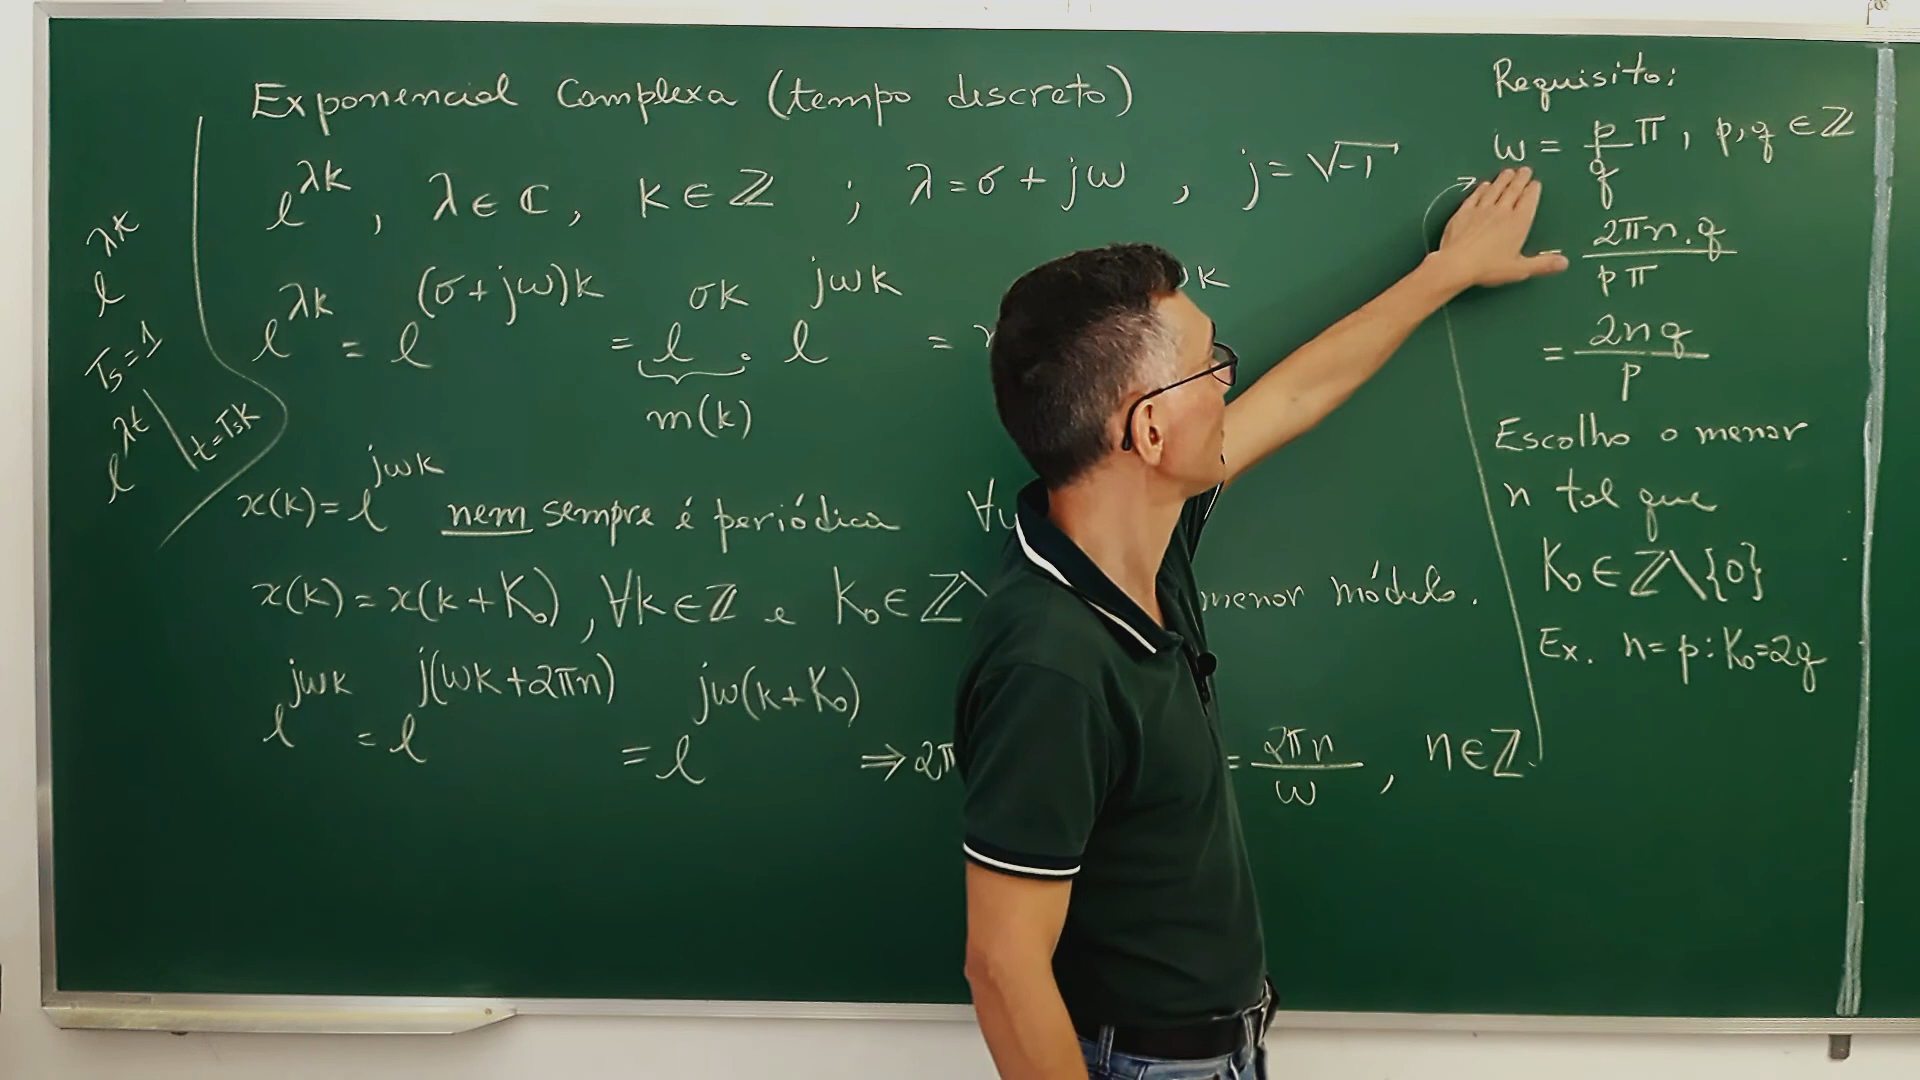 Exponencial Complexa (tempo discreto)
e^{λk}, λ ∈ ℂ, k ∈ ℤ ; λ = σ + jω , j = √-1
e^{λk} = e^{(σ+jω)k} = e^{σk} . e^{jωk} =
m(k)
x(k) = e^{jωk} nem sempre é periódica
x(k) = x(k+K₀), ∀k ∈ ℤ e K₀ ∈ ℤ\ menor módulo.
e^{jωk} = e^{j(ωk+2πn)} = e^{jω(k+K₀)} ⇒ 2π = 2πn/ω , n ∈ ℤ.
e^{λk}
Ts=1
e^{λt} | t=Tsk
Requisito:
ω = p/q π, p,q ∈ ℤ
= 2πn.q/pπ
= 2nq/p
Escolho o menor
n tal que
K₀ ∈ ℤ\{0}
Ex. n=p: K₀=2q